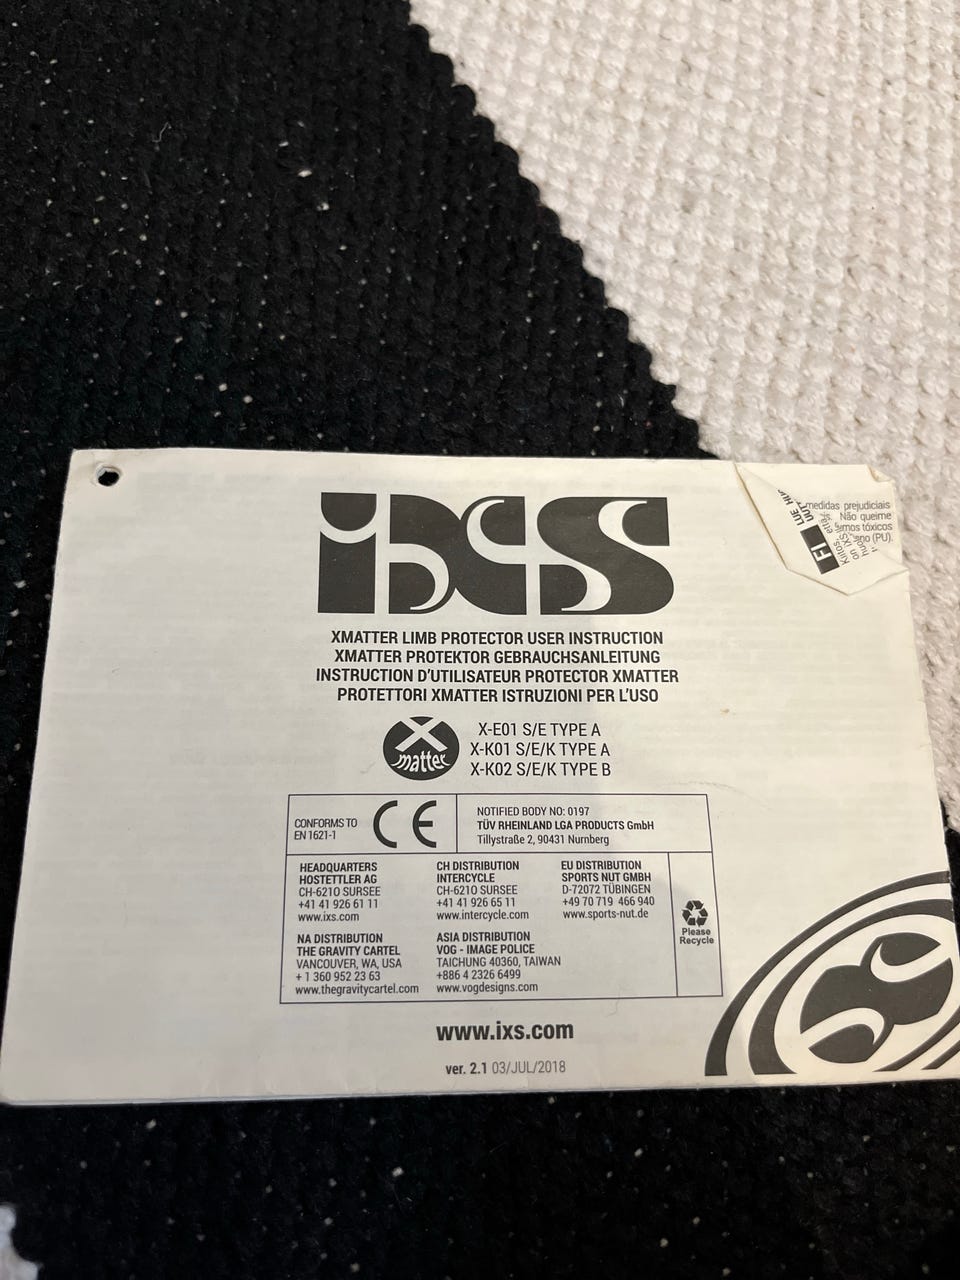 iXS
medidas prejudiciais
Não queime
tóxicos
(PU).
FI
LUE
Kiitos
on
XMATTER LIMB PROTECTOR USER INSTRUCTION
XMATTER PROTEKTOR GEBRAUCHSANLEITUNG
INSTRUCTION D'UTILISATEUR PROTECTOR XMATTER
PROTETTORI XMATTER ISTRUZIONI PER L'USO
X
matter
X-E01 S/E TYPE A
X-K01 S/E/K TYPE A
X-K02 S/E/K TYPE B
CONFORMS TO
EN 1621-1
CE
NOTIFIED BODY NO: 0197
TÜV RHEINLAND LGA PRODUCTS GmbH
Tillystraße 2, 90431 Nurnberg
HEADQUARTERS
HOSTETTLER AG
CH-6210 SURSEE
+41 41 926 61 11
www.ixs.com
CH DISTRIBUTION
INTERCYCLE
CH-6210 SURSEE
+41 41 926 65 11
www.intercycle.com
EU DISTRIBUTION
SPORTS NUT GMBH
D-72072 TÜBINGEN
+49 70 719 466 940
www.sports-nut.de
NA DISTRIBUTION
THE GRAVITY CARTEL
VANCOUVER, WA, USA
+ 1 360 952 23 63
www.thegravitycartel.com
ASIA DISTRIBUTION
VOG - IMAGE POLICE
TAICHUNG 40360, TAIWAN
+886 4 2326 6499
www.vogdesigns.com
Please
Recycle
www.ixs.com
ver. 2.1 03/JUL/2018